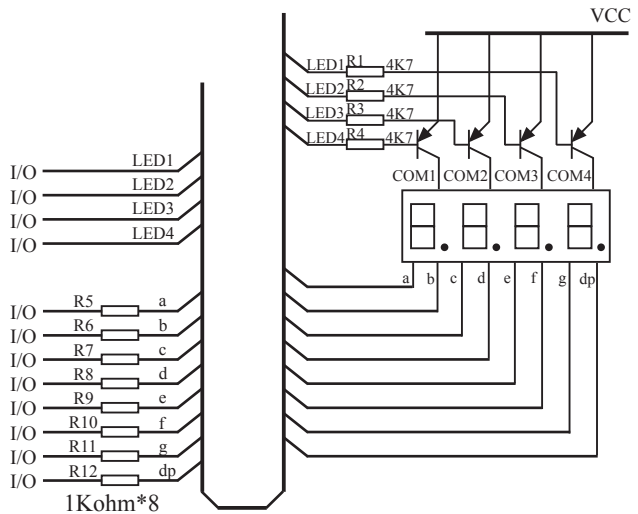 VCC
LED1 R1 4K7
LED2 R2 4K7
LED3 R3 4K7
LED4 R4 4K7
COM1 COM2 COM3 COM4
I/O LED1
I/O LED2
I/O LED3
I/O LED4
a b c d e f g dp
I/O R5 a
I/O R6 b
I/O R7 c
I/O R8 d
I/O R9 e
I/O R10 f
I/O R11 g
I/O R12 dp
1Kohm*8